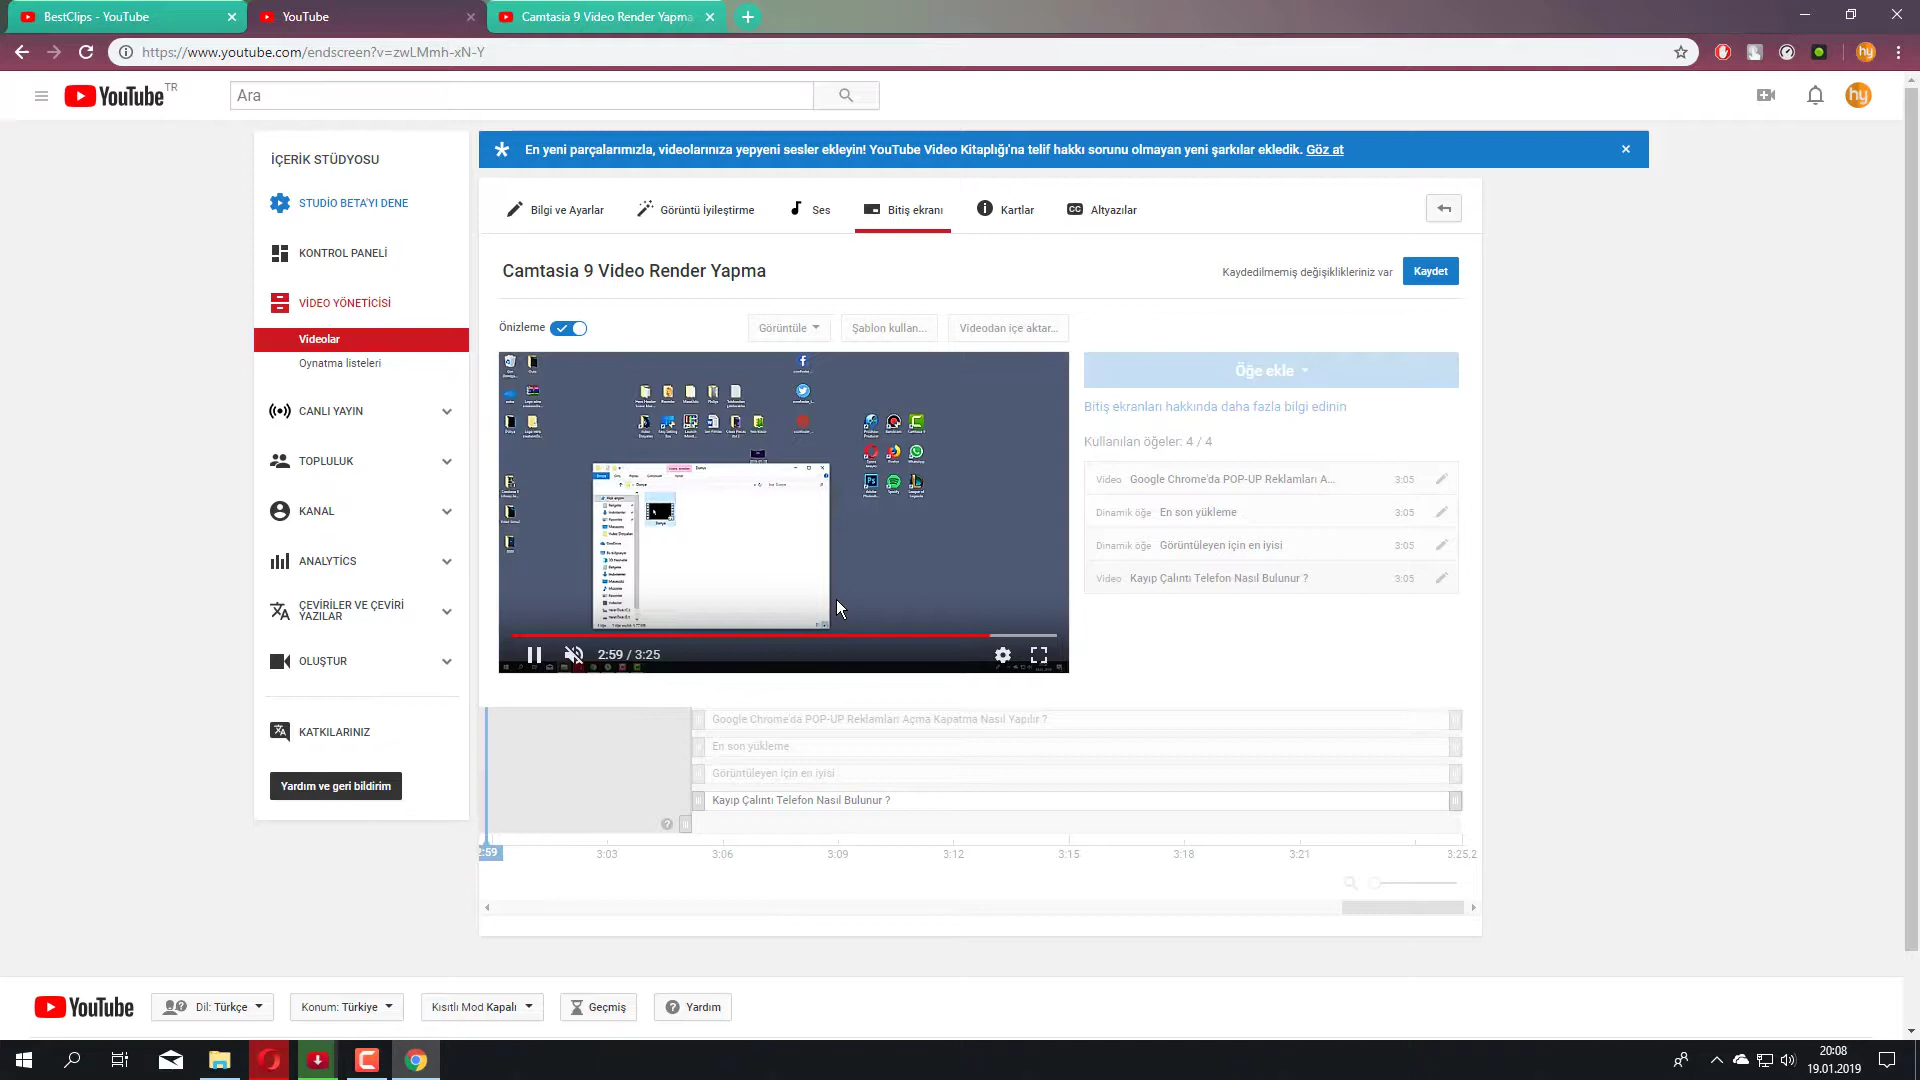 BestClips - YouTube
YouTube
Camtasia 9 Video Render Yapma
https://www.youtube.com/endscreen?v=zwLMmh-xN-Y
hy
YouTube TR
Ara
hy
İÇERİK STÜDYOSU
STUDİO BETA'YI DENE
KONTROL PANELİ
VİDEO YÖNETİCİSİ
Videolar
Oynatma listeleri
CANLI YAYIN
TOPLULUK
KANAL
ANALYTICS
ÇEVİRİLER VE ÇEVİRİ
YAZILAR
OLUŞTUR
KATKILARINIZ
Yardım ve geri bildirim
En yeni parçalarımızla, videolarınıza yepyeni sesler ekleyin! YouTube Video Kitaplığı'na telif hakkı sorunu olmayan yeni şarkılar ekledik. Göz at
Bilgi ve Ayarlar
Görüntü İyileştirme
Ses
Bitiş ekranı
Kartlar
CC Altyazılar
Camtasia 9 Video Render Yapma
Kaydedilmemiş değişiklikleriniz var
Kaydet
Önizleme
Görüntüle
Şablon kullan...
Videodan içe aktar...
2:59 / 3:25
Öğe ekle
Bitiş ekranları hakkında daha fazla bilgi edinin
Kullanılan öğeler: 4 / 4
Video Google Chrome'da POP-UP Reklamları A... 3:05
Dinamik öğe En son yükleme 3:05
Dinamik öğe Görüntüleyen için en iyisi 3:05
Video Kayıp Çalıntı Telefon Nasıl Bulunur ? 3:05
Google Chrome'da POP-UP Reklamları Açma Kapatma Nasıl Yapılır ?
En son yükleme
Görüntüleyen için en iyisi
Kayıp Çalıntı Telefon Nasıl Bulunur ?
2:59 3:03 3:06 3:09 3:12 3:15 3:18 3:21 3:25.2
YouTube
Dil: Türkçe
Konum: Türkiye
Kısıtlı Mod Kapalı
Geçmiş
Yardım
20:08
19.01.2019